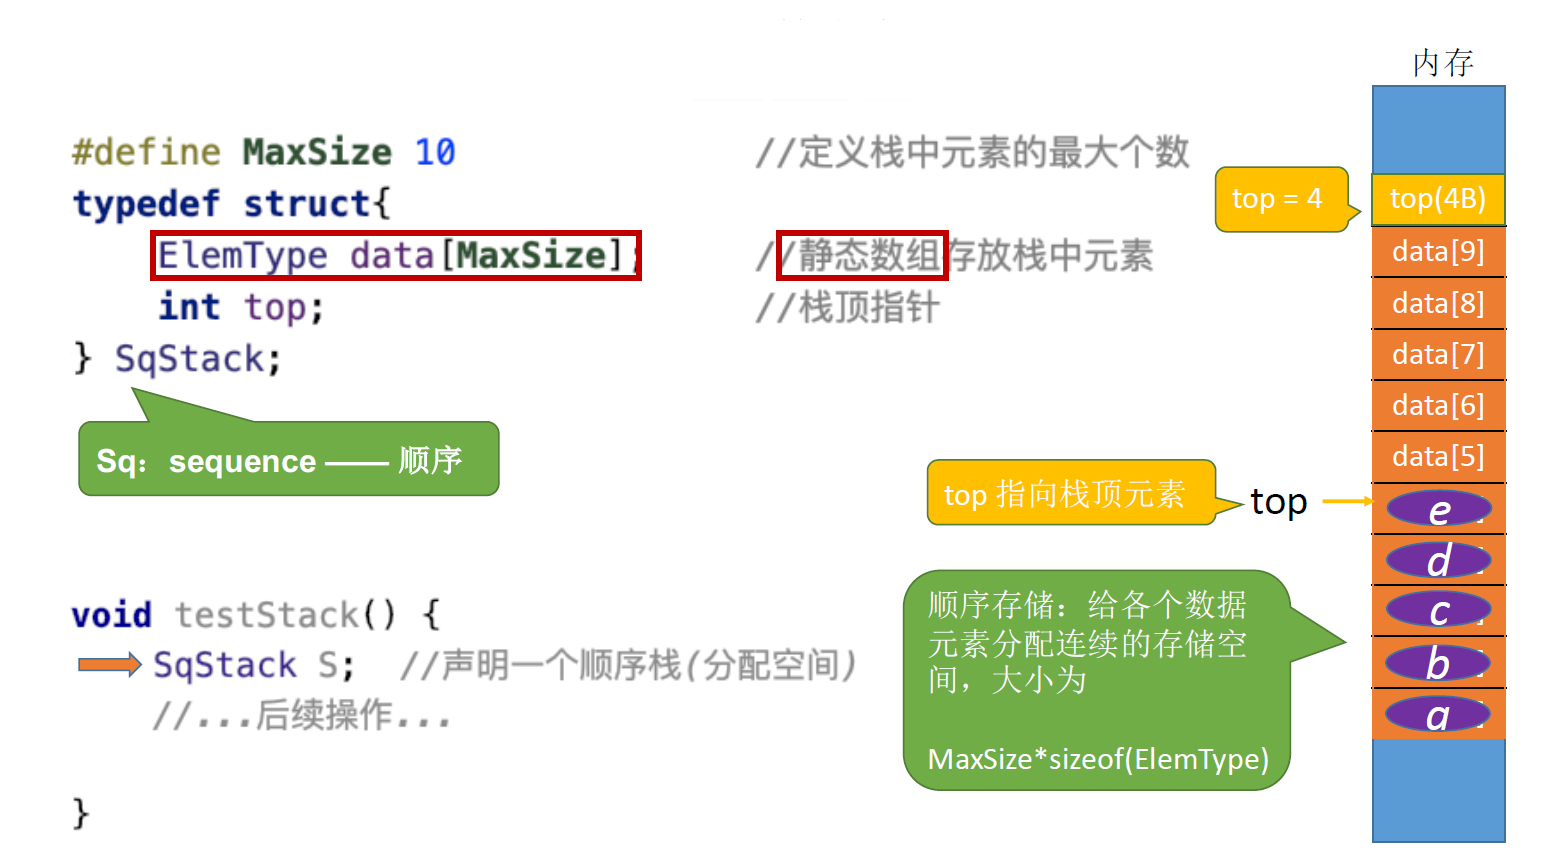 内存
#define MaxSize 10 //定义栈中元素的最大个数
typedef struct{
ElemType data[MaxSize]; //静态数组存放栈中元素
int top; //栈顶指针
} SqStack;
Sq：sequence —— 顺序
top = 4
top(4B)
data[9]
data[8]
data[7]
data[6]
data[5]
top 指向栈顶元素
top
e
d
c
b
a
void testStack() {
SqStack S; //声明一个顺序栈(分配空间)
//...后续操作...
}
顺序存储：给各个数据
元素分配连续的存储空
间，大小为
MaxSize*sizeof(ElemType)